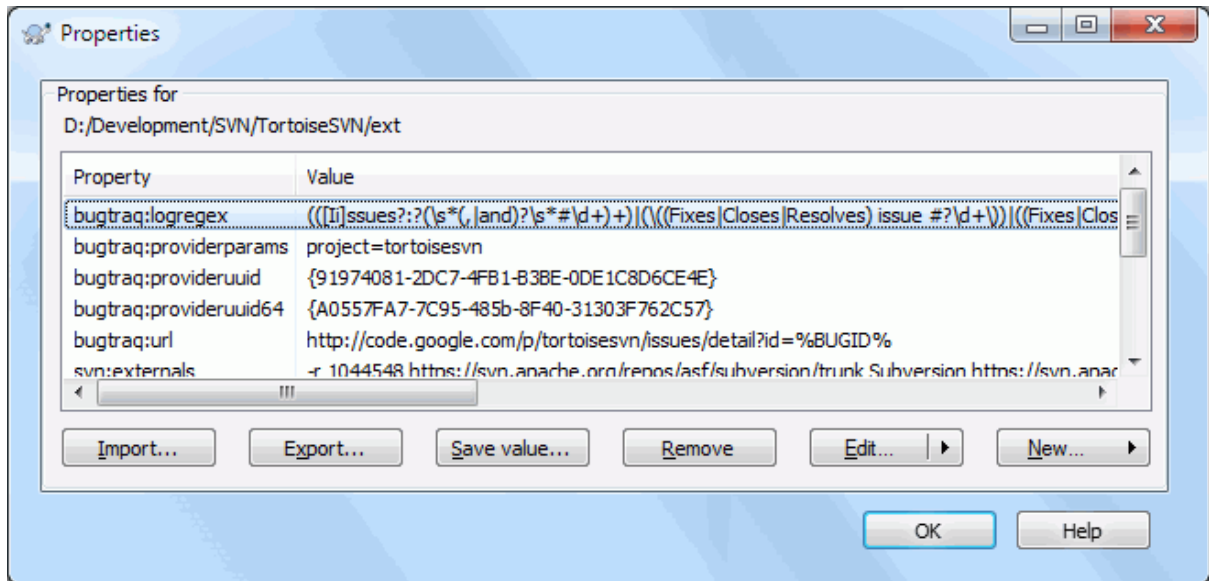 Properties
Properties for
D:/Development/SVN/TortoiseSVN/ext
Property Value
bugtraq:logregex (([Ii]ssues?:?(\s*(,|and)?\s*#\d+)+)|(\((Fixes|Closes|Resolves) issue #?\d+\))|((Fixes|Clos
bugtraq:providerparams project=tortoisesvn
bugtraq:provideruuid {91974081-2DC7-4FB1-B3BE-0DE1C8D6CE4E}
bugtraq:provideruuid64 {A0557FA7-7C95-485b-8F40-31303F762C57}
bugtraq:url http://code.google.com/p/tortoisesvn/issues/detail?id=%BUGID%
svn:externals -r 1044548 https://svn.apache.org/repos/asf/subversion/trunk Subversion https://svn.apac
Import... Export... Save value... Remove Edit... New...
OK Help